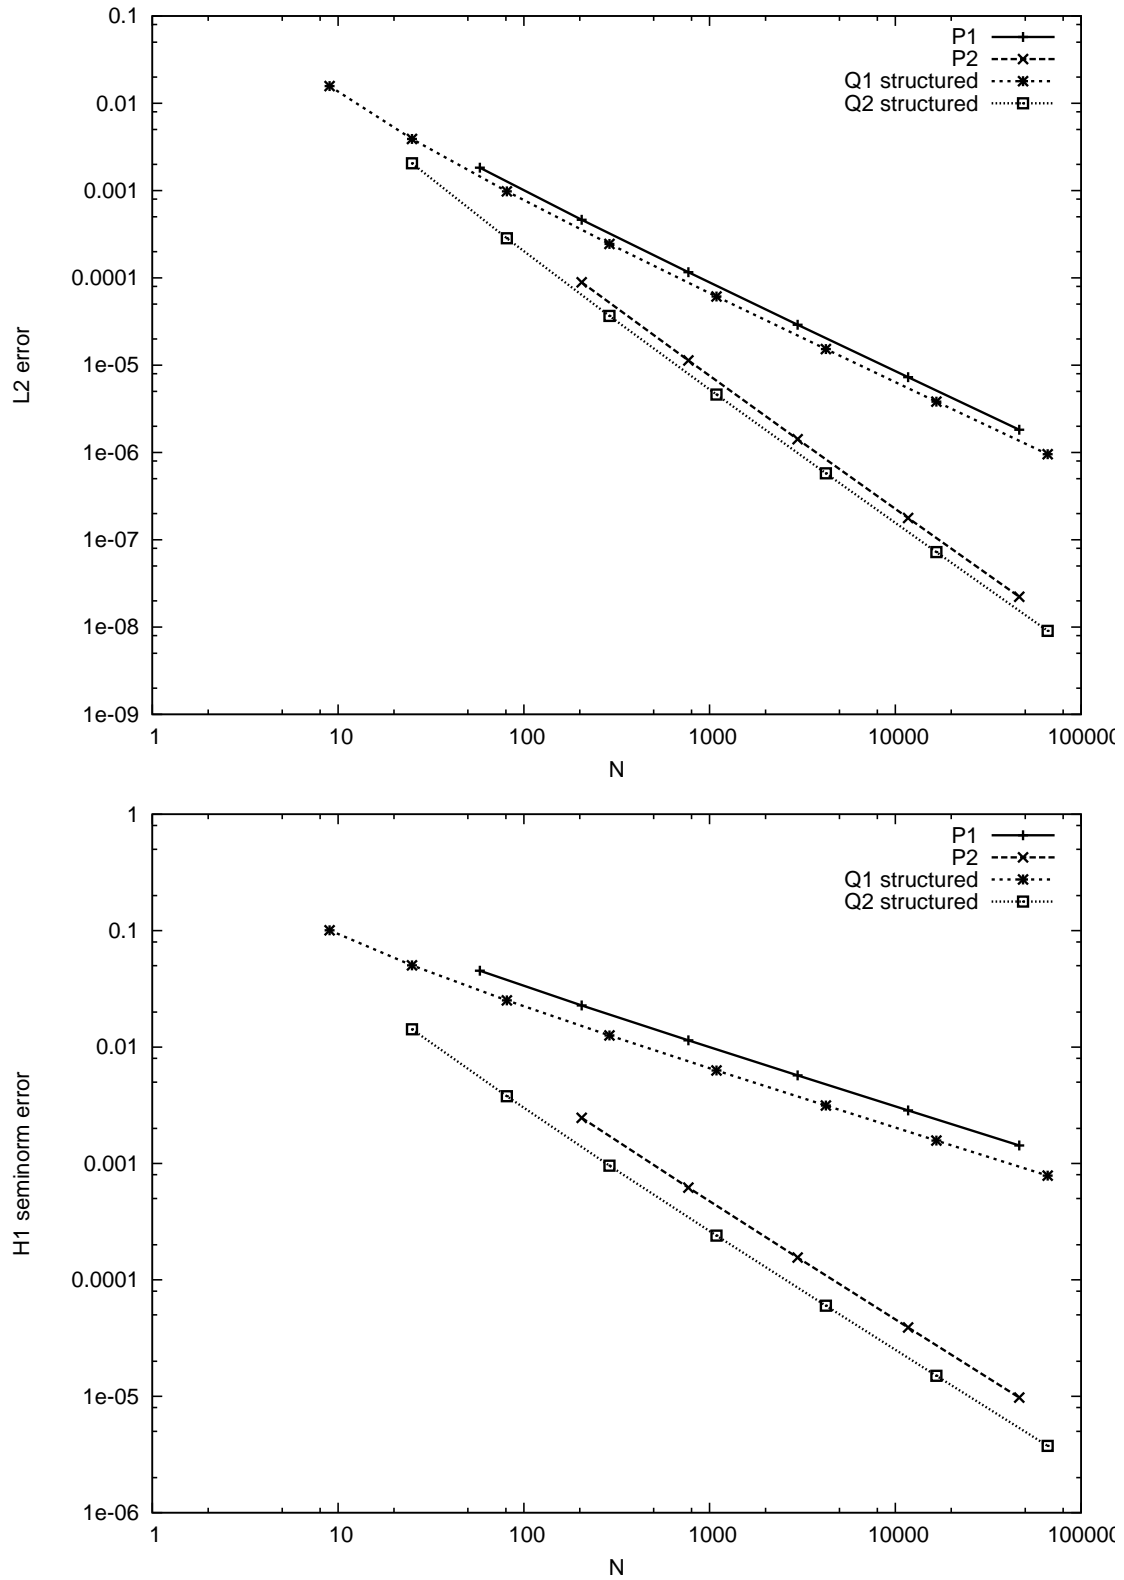 0.1
P1
P2
Q1 structured
Q2 structured
0.01
0.001
0.0001
1e-05
1e-06
1e-07
1e-08
1e-09
L2 error
1 10 100 1000 10000 100000
N
1
P1
P2
Q1 structured
Q2 structured
0.1
0.01
0.001
0.0001
1e-05
1e-06
H1 seminorm error
1 10 100 1000 10000 100000
N